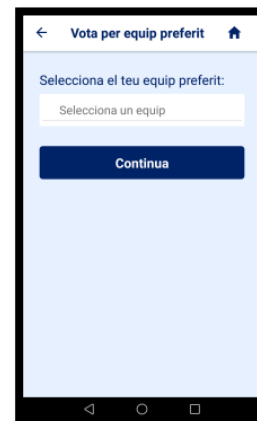 Vota per equip preferit
Selecciona el teu equip preferit:
Selecciona un equip
Continua